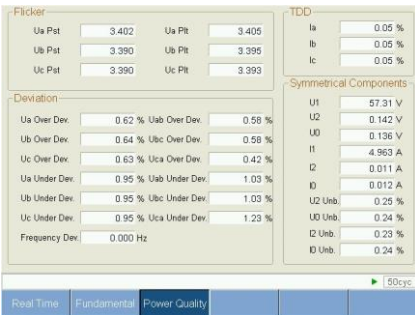 Flicker
Ua Pst 3.402 Ua Plt 3.405
Ub Pst 3.390 Ub Plt 3.395
Uc Pst 3.390 Uc Plt 3.393
Deviation
Ua Over Dev. 0.62 % Uab Over Dev. 0.58 %
Ub Over Dev. 0.64 % Ubc Over Dev. 0.58 %
Uc Over Dev. 0.63 % Uca Over Dev. 0.42 %
Ua Under Dev. 0.95 % Uab Under Dev. 1.03 %
Ub Under Dev. 0.95 % Ubc Under Dev. 1.03 %
Uc Under Dev. 0.95 % Uca Under Dev. 1.23 %
Frequency Dev. 0.000 Hz
TDD
Ia 0.05 %
Ib 0.05 %
Ic 0.05 %
Symmetrical Components
U1 57.31 V
U2 0.142 V
U0 0.136 V
I1 4.963 A
I2 0.011 A
I0 0.012 A
U2 Unb. 0.25 %
U0 Unb. 0.24 %
I2 Unb. 0.23 %
I0 Unb. 0.24 %
50cyc
Real Time Fundamental Power Quality